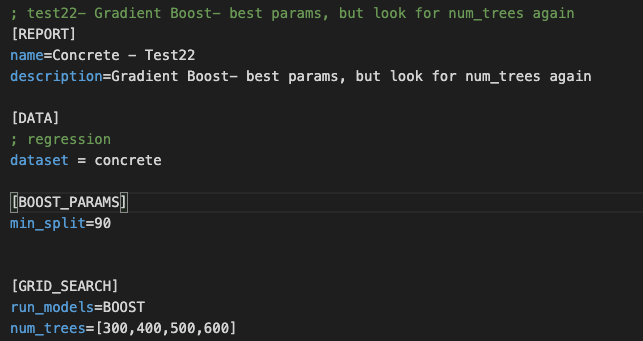 ; test22- Gradient Boost- best params, but look for num_trees again
[REPORT]
name=Concrete - Test22
description=Gradient Boost- best params, but look for num_trees again
[DATA]
; regression
dataset = concrete
[BOOST_PARAMS]
min_split=90
[GRID_SEARCH]
run_models=BOOST
num_trees=[300,400,500,600]